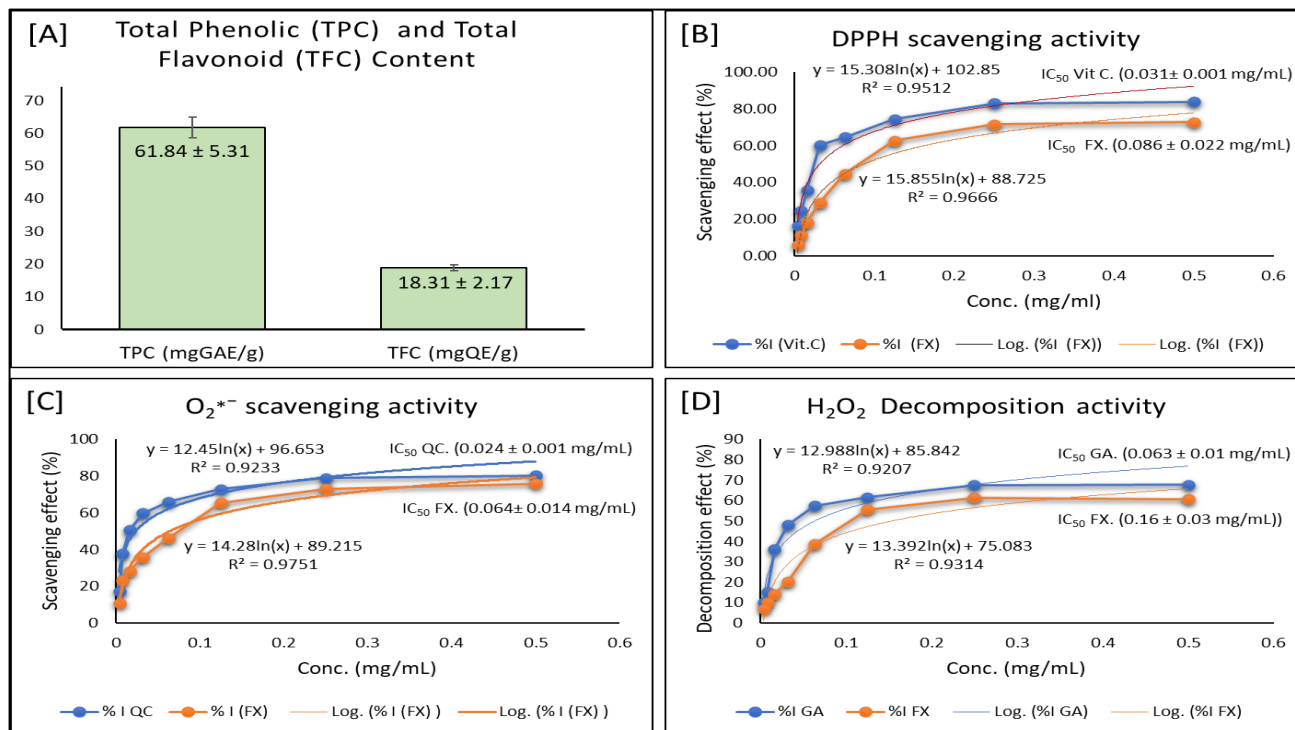 [A]
Total Phenolic (TPC) and Total
Flavonoid (TFC) Content
70
60
50
40
30
20
10
0
61.84 ± 5.31
18.31 ± 2.17
TPC (mgGAE/g)
TFC (mgQE/g)
[B]
DPPH scavenging activity
y = 15.308ln(x) + 102.85
R² = 0.9512
IC₅₀ Vit C. (0.031± 0.001 mg/mL)
IC₅₀ FX. (0.086 ± 0.022 mg/mL)
y = 15.855ln(x) + 88.725
R² = 0.9666
Scavenging effect (%)
100.00
80.00
60.00
40.00
20.00
0.00
0 0.1 0.2 0.3 0.4 0.5 0.6
Conc. (mg/ml)
%I (Vit.C) %I (FX) Log. (%I (FX)) Log. (%I (FX))
[C]
O₂*⁻ scavenging activity
y = 12.45ln(x) + 96.653
R² = 0.9233
IC₅₀ QC. (0.024 ± 0.001 mg/mL)
IC₅₀ FX. (0.064± 0.014 mg/mL)
y = 14.28ln(x) + 89.215
R² = 0.9751
Scavenging effect (%)
100
80
60
40
20
0
0 0.1 0.2 0.3 0.4 0.5 0.6
Conc. (mg/mL)
% I QC % I (FX) Log. (% I (FX) ) Log. (% I (FX) )
[D]
H₂O₂ Decomposition activity
y = 12.988ln(x) + 85.842
R² = 0.9207
IC₅₀ GA. (0.063 ± 0.01 mg/mL)
IC₅₀ FX. (0.16 ± 0.03 mg/mL))
y = 13.392ln(x) + 75.083
R² = 0.9314
Decomposition effect (%)
90
80
70
60
50
40
30
20
10
0
0 0.1 0.2 0.3 0.4 0.5 0.6
Conc. (mg/mL)
%I GA %I FX Log. (%I GA) Log. (%I FX)